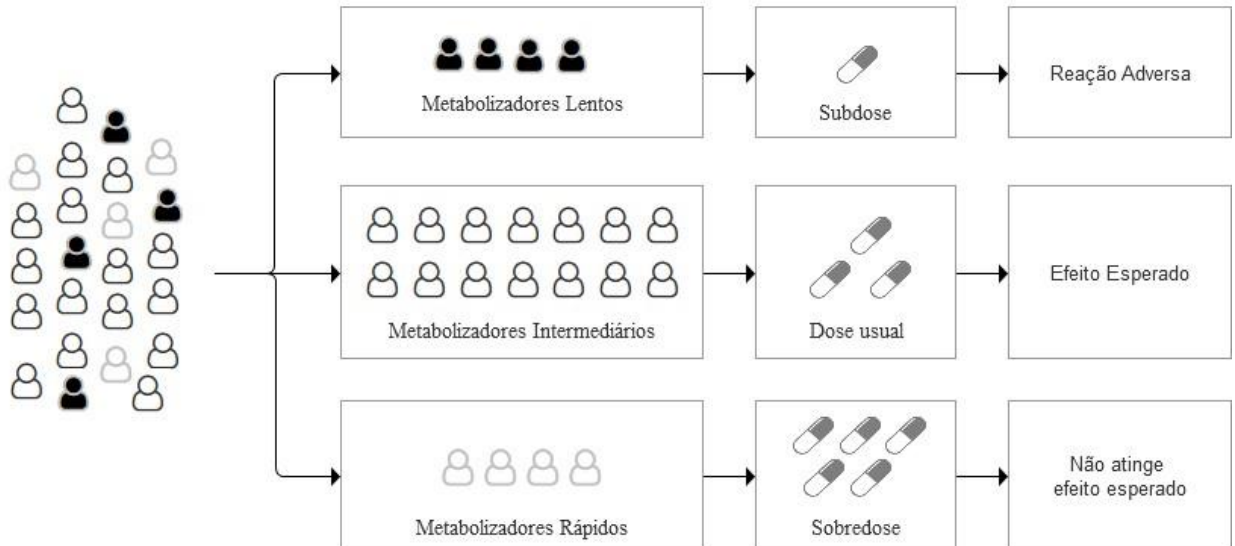 Metabolizadores Lentos
Subdose
Reação Adversa
Metabolizadores Intermediários
Dose usual
Efeito Esperado
Metabolizadores Rápidos
Sobredose
Não atinge
efeito esperado